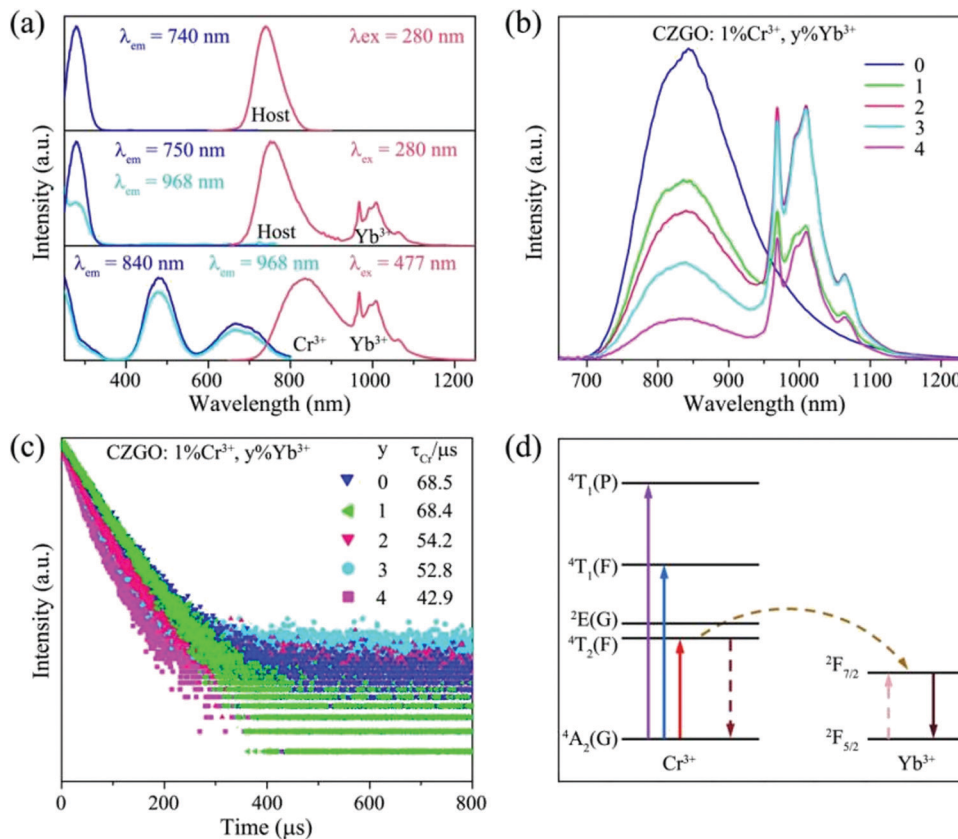 (a)
λem = 740 nm
λex = 280 nm
Host
λem = 750 nm
λex = 280 nm
λem = 968 nm
Host
Yb³⁺
λem = 840 nm
λem = 968 nm
λex = 477 nm
Cr³⁺
Yb³⁺
Intensity (a.u.)
400 600 800 1000 1200
Wavelength (nm)
(b)
CZGO: 1%Cr³⁺, y%Yb³⁺
0
1
2
3
4
Intensity (a.u.)
700 800 900 1000 1100 1200
Wavelength (nm)
(c)
CZGO: 1%Cr³⁺, y%Yb³⁺
y τCr/μs
0 68.5
1 68.4
2 54.2
3 52.8
4 42.9
Intensity (a.u.)
0 200 400 600 800
Time (μs)
(d)
⁴T₁(P)
⁴T₁(F)
²E(G)
⁴T₂(F)
²F₇/₂
⁴A₂(G)
²F₅/₂
Cr³⁺
Yb³⁺